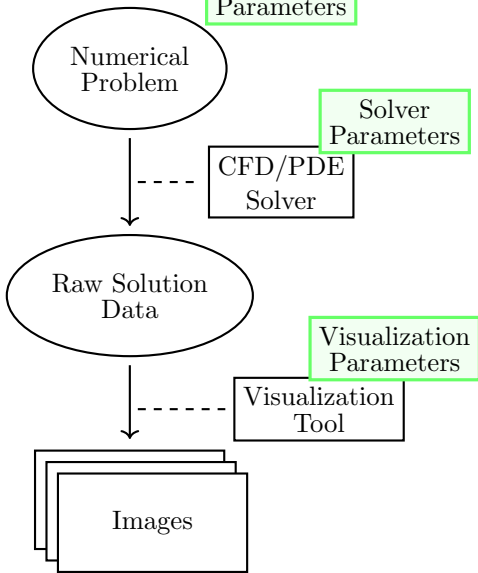 Parameters
Numerical
Problem
Solver
Parameters
CFD/PDE
Solver
Raw Solution
Data
Visualization
Parameters
Visualization
Tool
Images